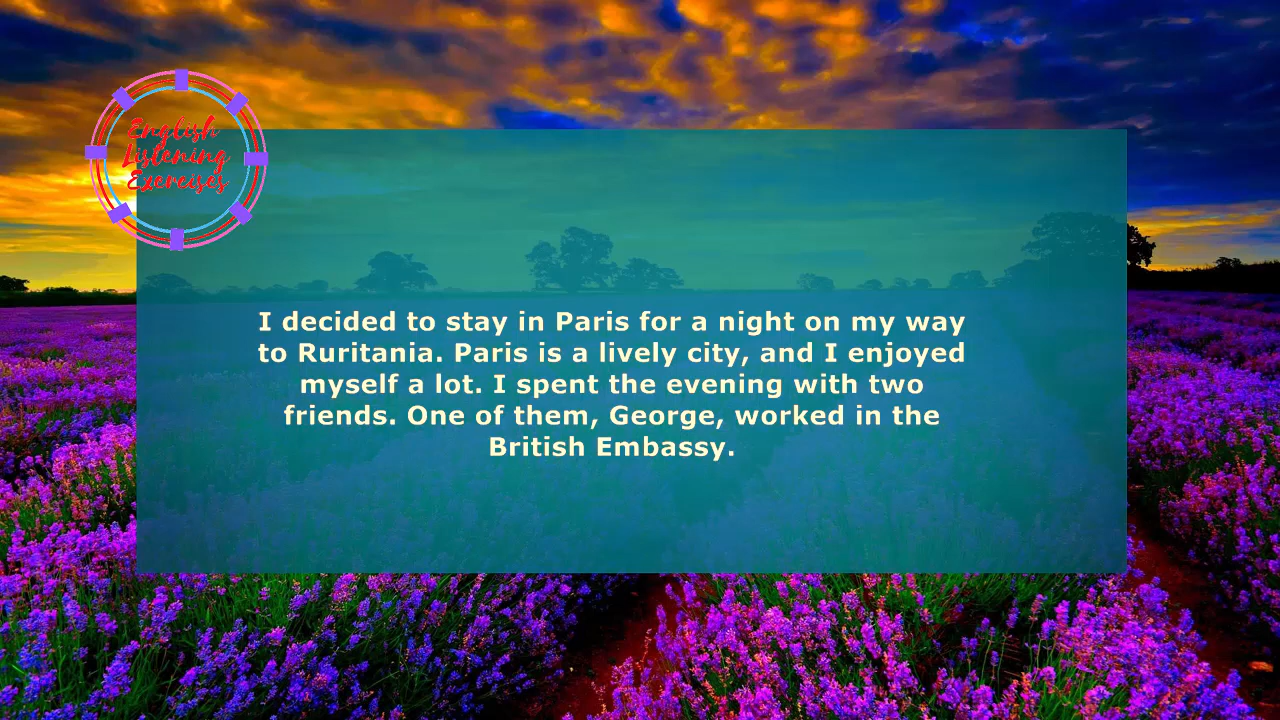 English
Listening
Exercises
I decided to stay in Paris for a night on my way
to Ruritania. Paris is a lively city, and I enjoyed
myself a lot. I spent the evening with two
friends. One of them, George, worked in the
British Embassy.